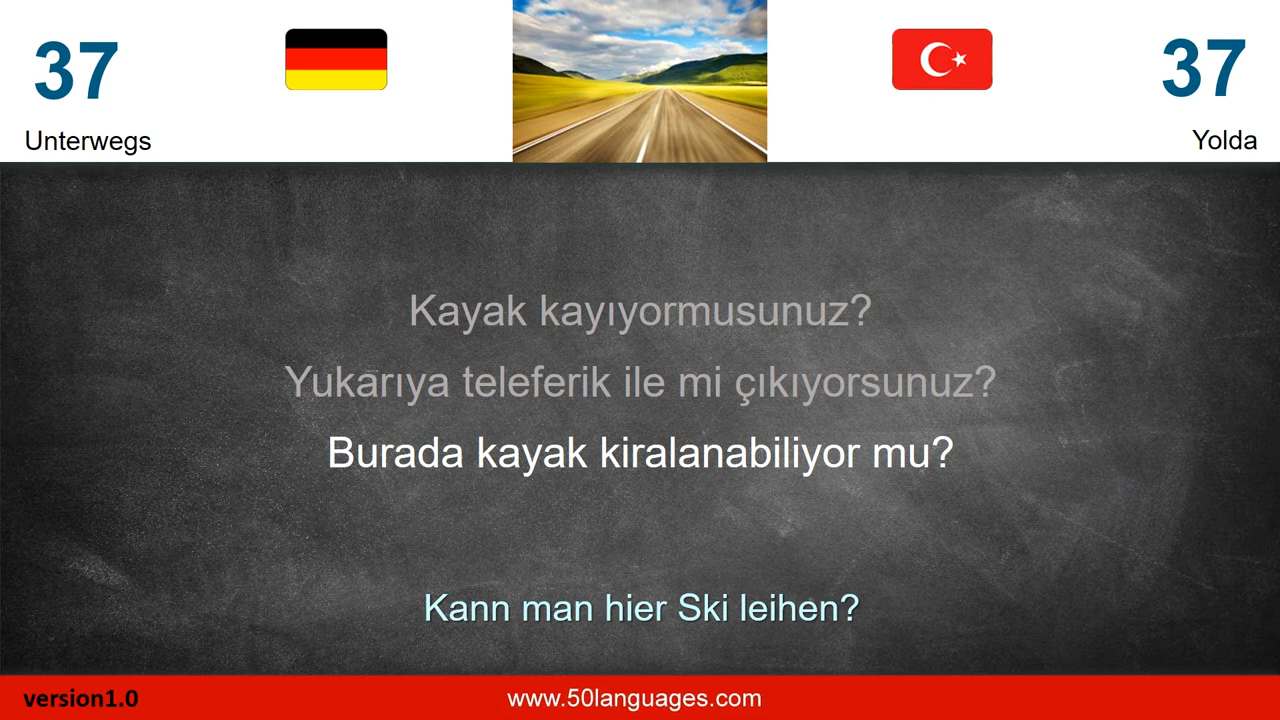 37
37
Unterwegs
Yolda
Kayak kayıyormusunuz?
Yukarıya teleferik ile mi çıkıyorsunuz?
Burada kayak kiralanabiliyor mu?
Kann man hier Ski leihen?
version1.0
www.50languages.com